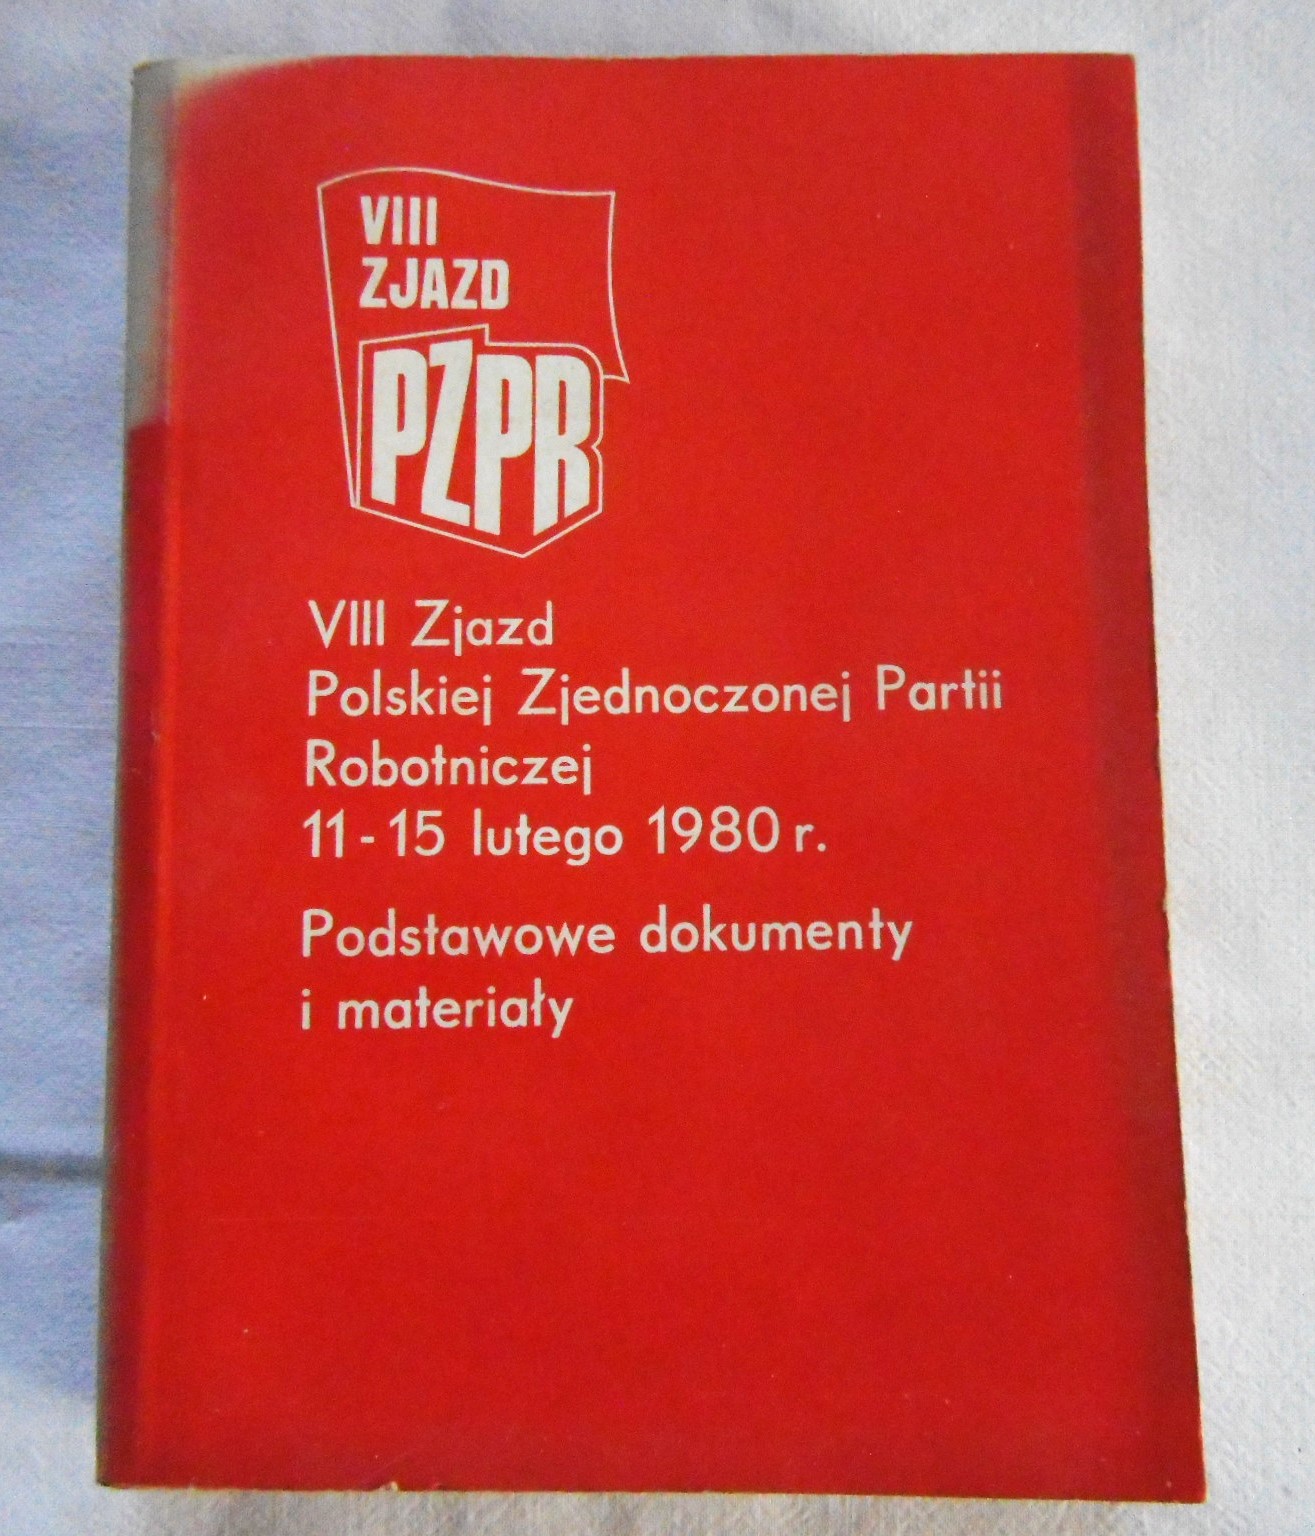 VIII
ZJAZD
PZPR
VIII Zjazd
Polskiej Zjednoczonej Partii
Robotniczej
11-15 lutego 1980 r.
Podstawowe dokumenty
i materiały